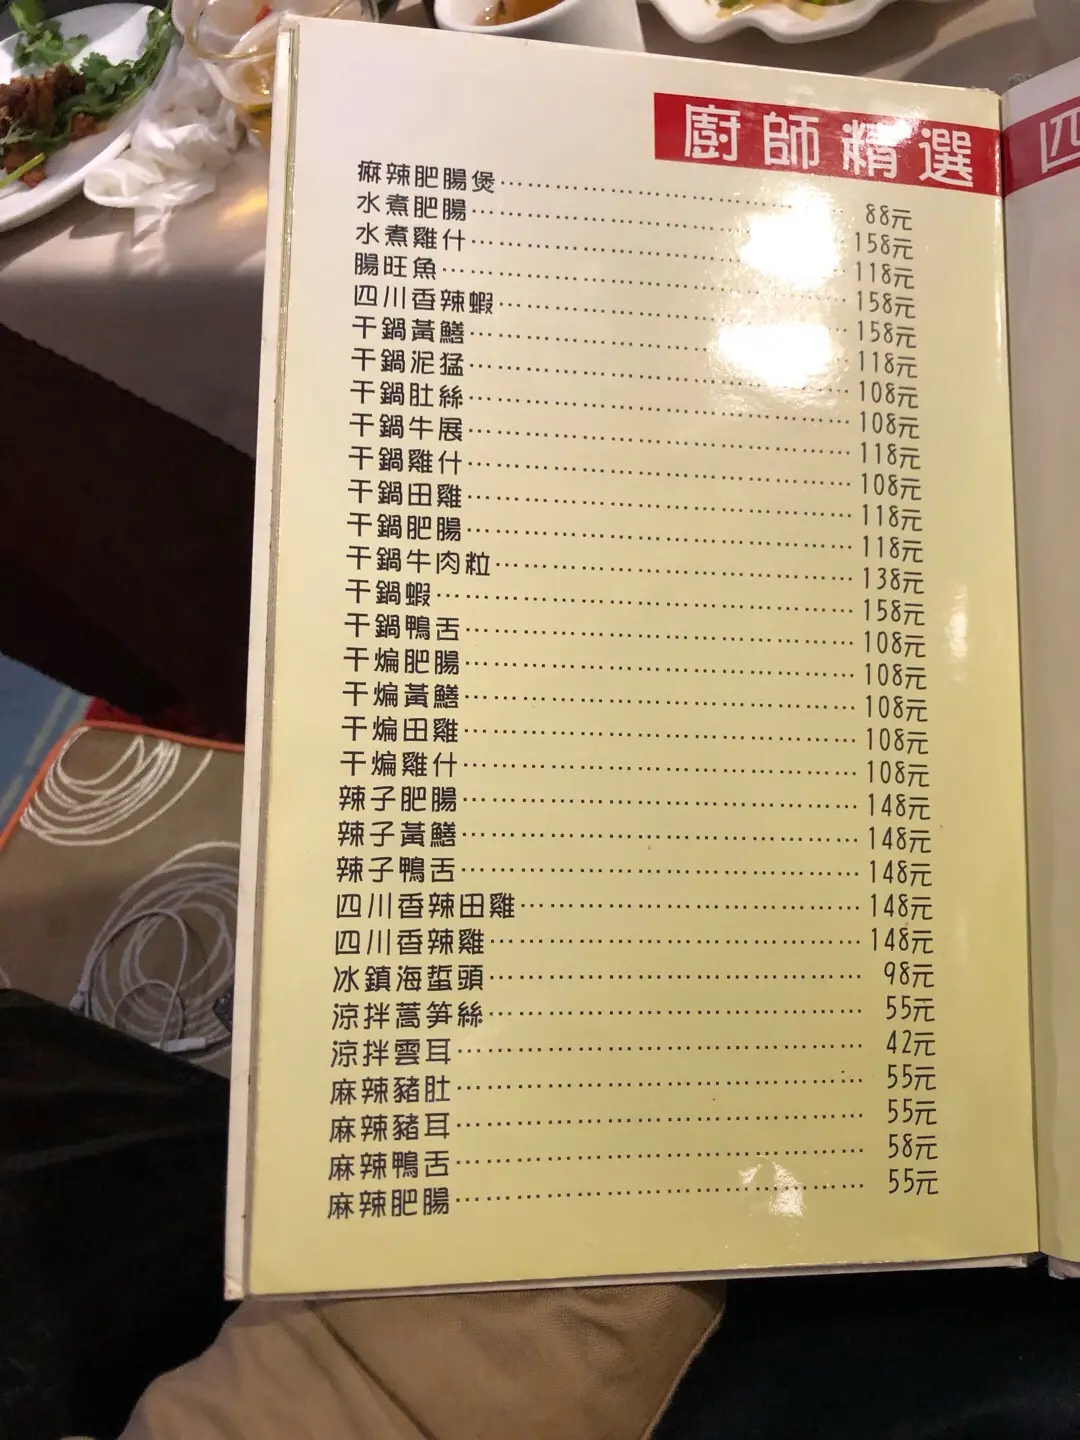 廚師精選
痲辣肥腸煲………………………………88元
水煮肥腸………………………………158元
水煮雞什………………………………118元
腸旺魚………………………………158元
四川香辣蝦………………………………158元
干鍋黃鱔………………………………118元
干鍋泥猛………………………………108元
干鍋肚絲………………………………108元
干鍋牛展………………………………118元
干鍋雞什………………………………108元
干鍋田雞………………………………118元
干鍋肥腸………………………………118元
干鍋牛肉粒………………………………138元
干鍋蝦………………………………158元
干鍋鴨舌………………………………108元
干煸肥腸………………………………108元
干煸黃鱔………………………………108元
干煸田雞………………………………108元
干煸雞什………………………………108元
辣子肥腸………………………………148元
辣子黃鱔………………………………148元
辣子鴨舌………………………………148元
四川香辣田雞………………………………148元
四川香辣雞………………………………148元
冰鎮海蜇頭………………………………98元
涼拌蒿笋絲………………………………55元
涼拌雲耳………………………………42元
麻辣豬肚………………………………55元
麻辣豬耳………………………………55元
麻辣鴨舌………………………………58元
麻辣肥腸………………………………55元